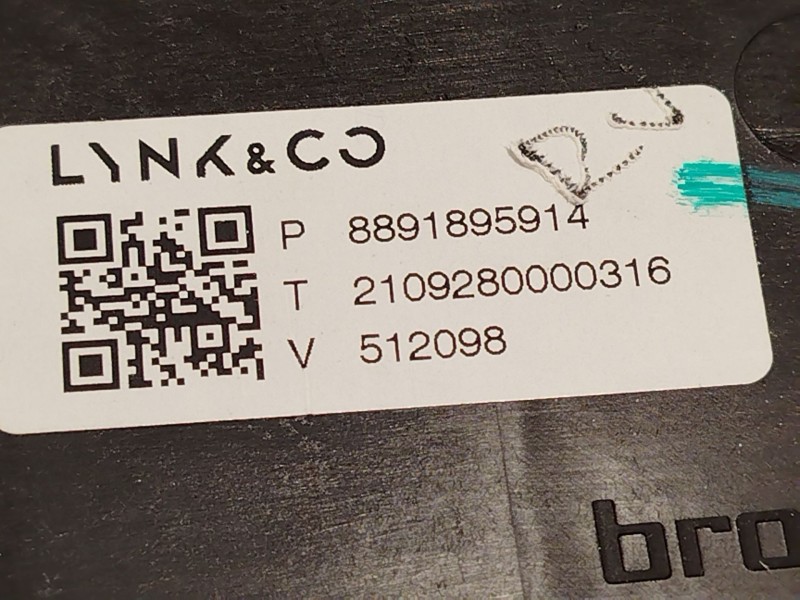 LYNK&CO
P 8891895914
T 2109280000316
V 512098
bro